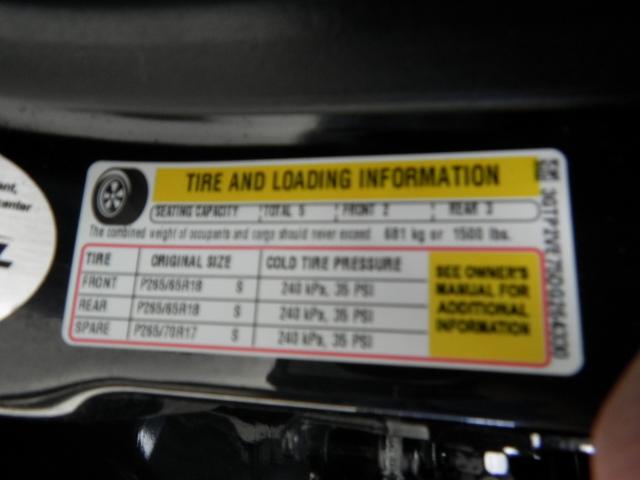 TIRE AND LOADING INFORMATION
SEATING CAPACITY TOTAL 5 FRONT 2 REAR 3
The combined weight of occupants and cargo should never exceed 681 kg or 1500 lbs.
TIRE ORIGINAL SIZE COLD TIRE PRESSURE
FRONT P265/65R18 S 240 kPa, 35 PSI
REAR P265/65R18 S 240 kPa, 35 PSI
SPARE P265/70R17 S 240 kPa, 35 PSI
SEE OWNER'S
MANUAL FOR
ADDITIONAL
INFORMATION